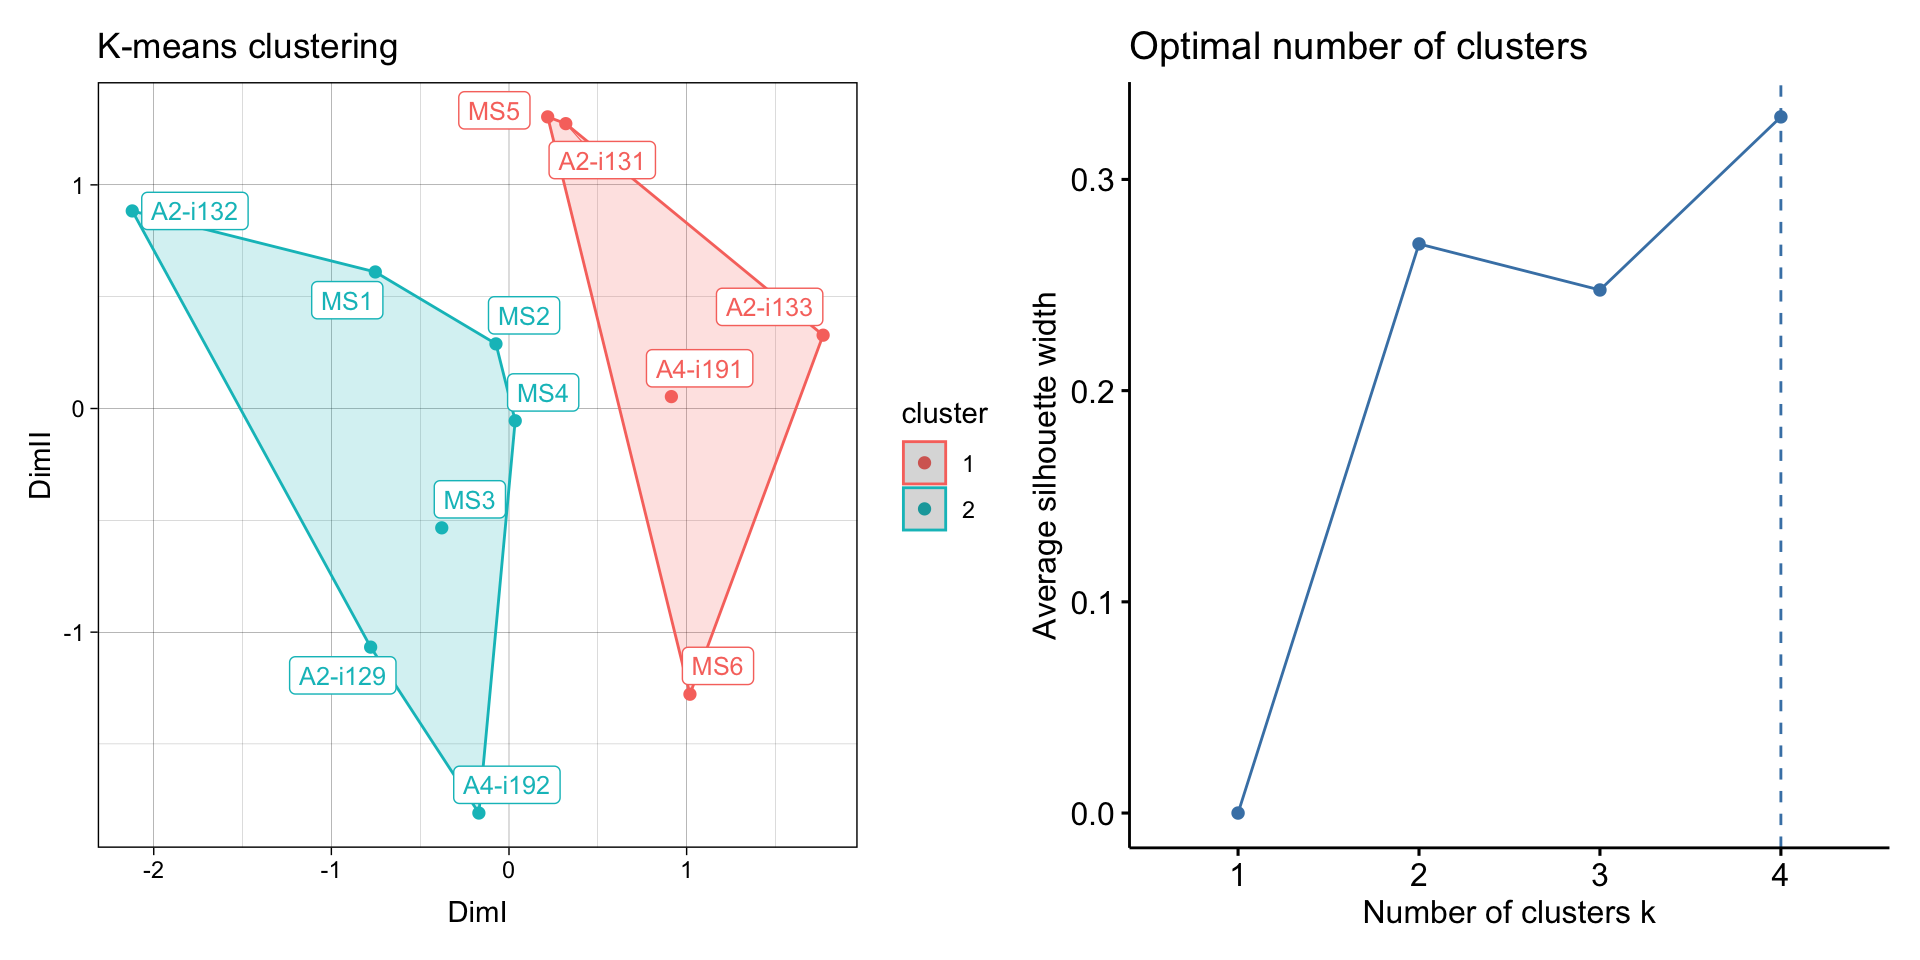 K-means clustering
MS5
A2-i131
A2-i132
MS1
MS2
A2-i133
A4-i191
MS4
MS3
A2-i129
MS6
A4-i192
1
0
-1
-2
-1
0
1
DimI
DimII
cluster
1
2
Optimal number of clusters
0.3
0.2
0.1
0.0
1
2
3
4
Average silhouette width
Number of clusters k